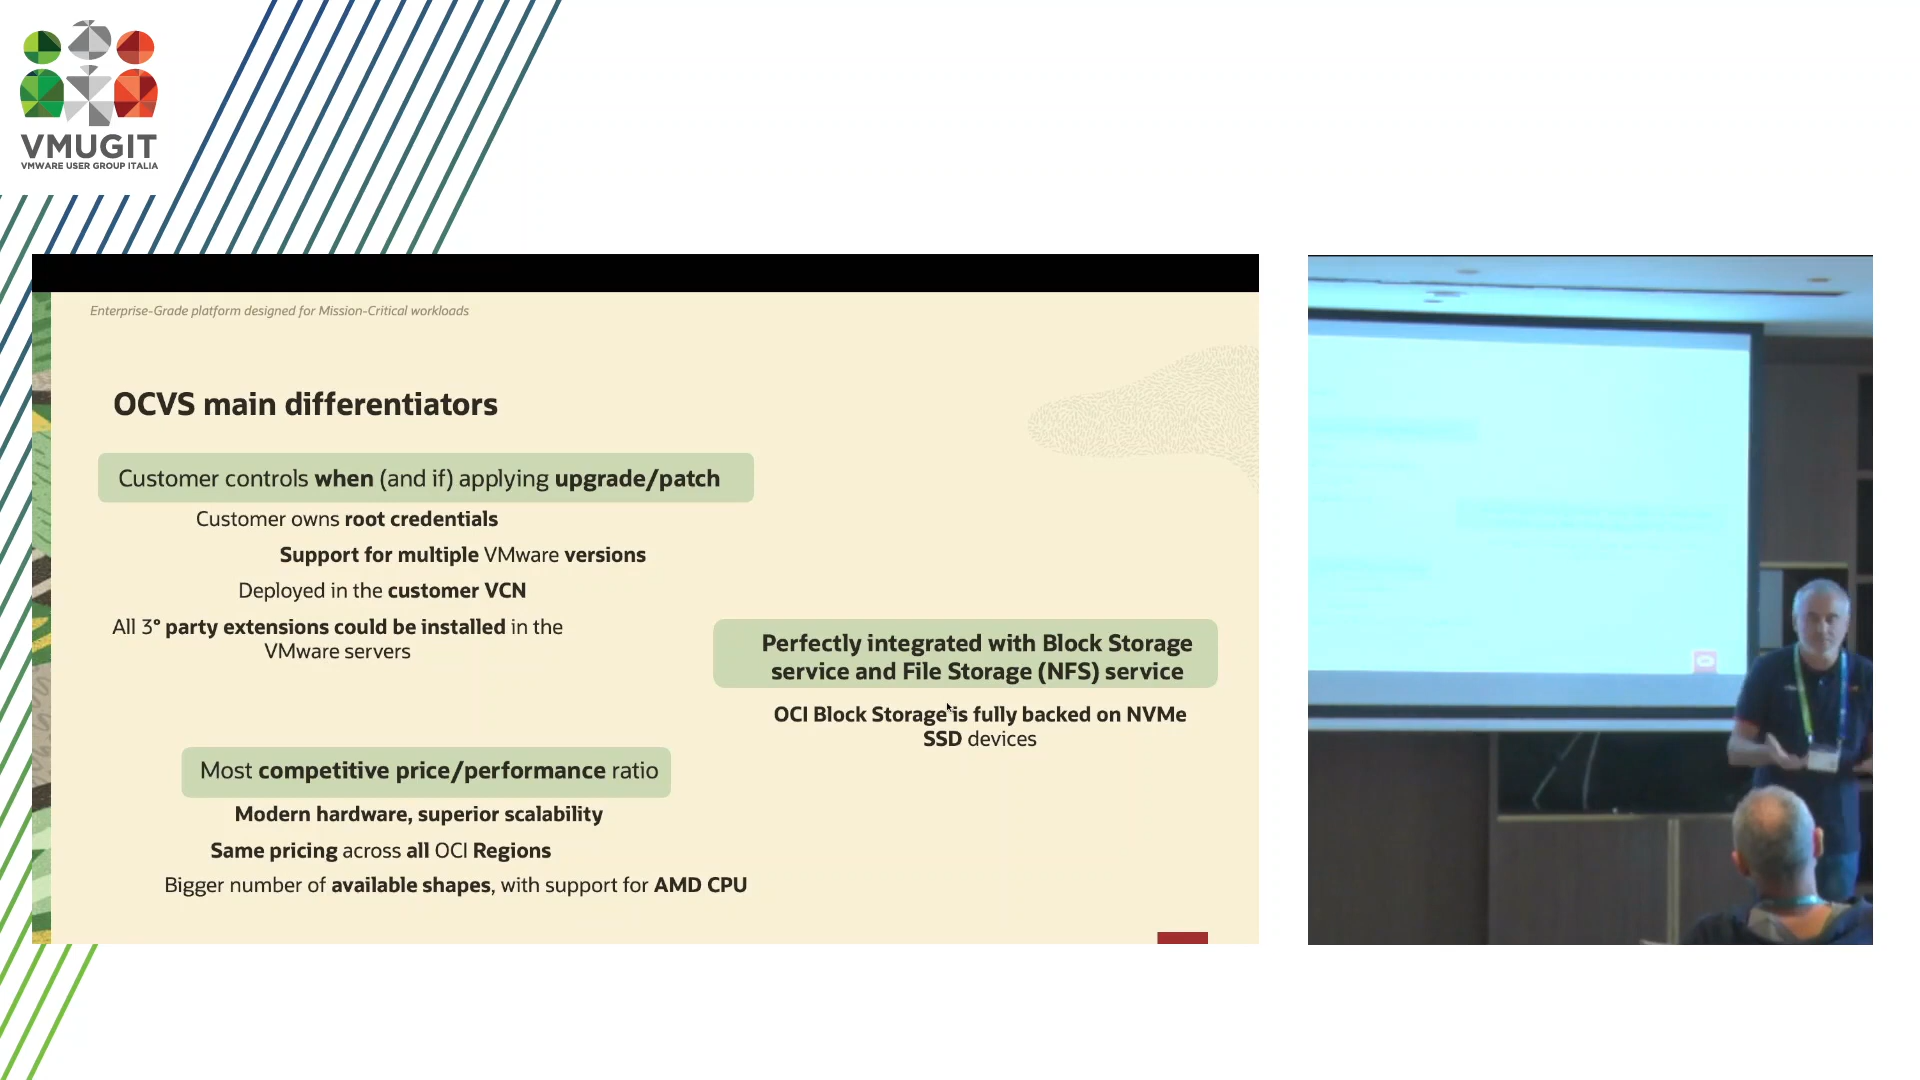 VMUGIT
VMWARE USER GROUP ITALIA
Enterprise-Grade platform designed for Mission-Critical workloads
OCVS main differentiators
Customer controls when (and if) applying upgrade/patch
Customer owns root credentials
Support for multiple VMware versions
Deployed in the customer VCN
All 3° party extensions could be installed in the
VMware servers
Perfectly integrated with Block Storage
service and File Storage (NFS) service
OCI Block Storage is fully backed on NVMe
SSD devices
Most competitive price/performance ratio
Modern hardware, superior scalability
Same pricing across all OCI Regions
Bigger number of available shapes, with support for AMD CPU